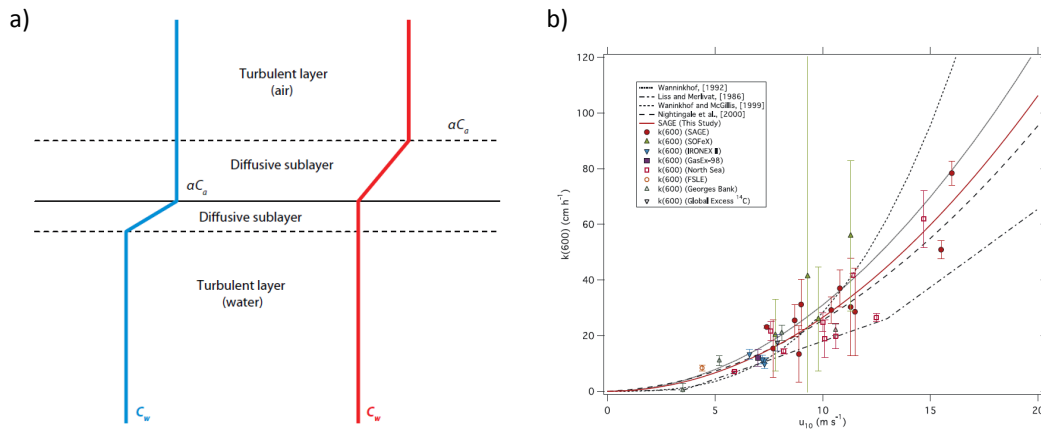 a)
Turbulent layer
(air)
αCa
Diffusive sublayer
αCa
Diffusive sublayer
Turbulent layer
(water)
Cw
Cw
b)
120
100
80
60
40
20
0
k(600) (cm h⁻¹)
Wanninkhof, [1992]
Liss and Merlivat, [1986]
Waninkhof and McGillis, [1999]
Nightingale et al., [2000]
SAGE (This Study)
k(600) (SAGE)
k(600) (SOFeX)
k(600) (IRONEX II)
k(600) (GasEx-98)
k(600) (North Sea)
k(600) (FSLE)
k(600) (Georges Bank)
k(600) (Global Excess ¹⁴C)
0
5
10
15
20
u₁₀ (m s⁻¹)